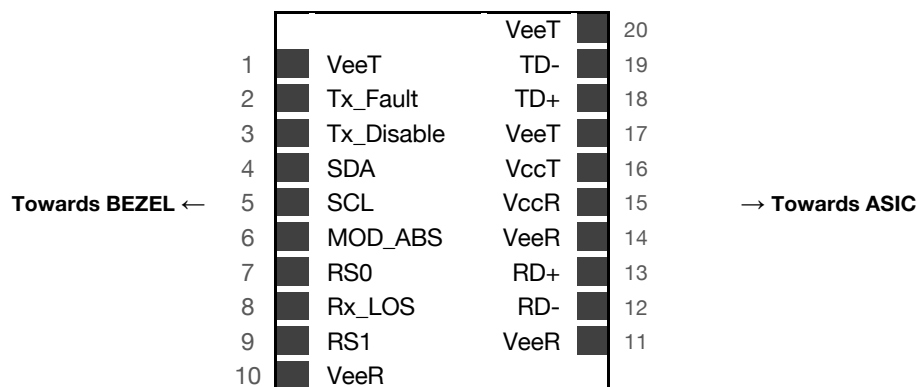 VeeT 20
1 VeeT TD- 19
2 Tx_Fault TD+ 18
3 Tx_Disable VeeT 17
4 SDA VccT 16
Towards BEZEL ← 5 SCL VccR 15 → Towards ASIC
6 MOD_ABS VeeR 14
7 RS0 RD+ 13
8 Rx_LOS RD- 12
9 RS1 VeeR 11
10 VeeR